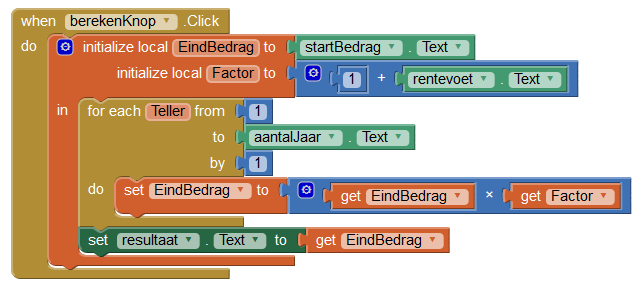 when berekenKnop .Click
do initialize local EindBedrag to startBedrag . Text
initialize local Factor to 1 + rentevoet . Text
in for each Teller from 1
to aantalJaar . Text
by 1
do set EindBedrag to get EindBedrag × get Factor
set resultaat . Text to get EindBedrag